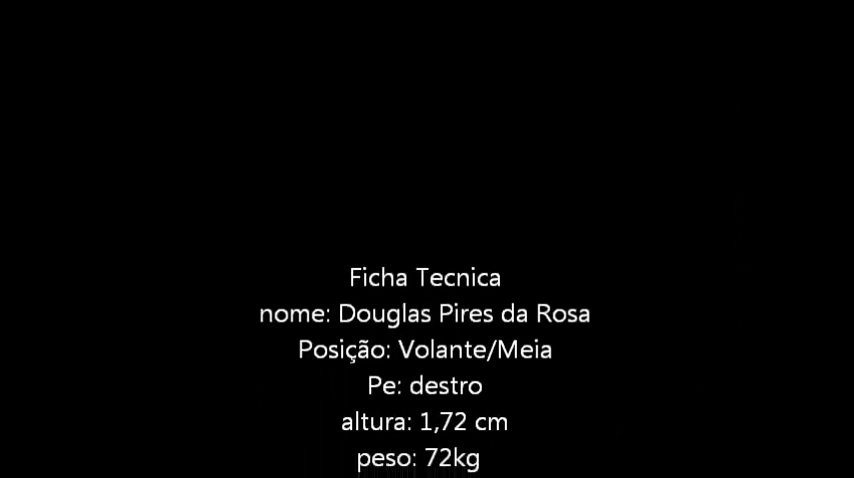 Ficha Tecnica
nome: Douglas Pires da Rosa
Posição: Volante/Meia
Pe: destro
altura: 1,72 cm
peso: 72kg